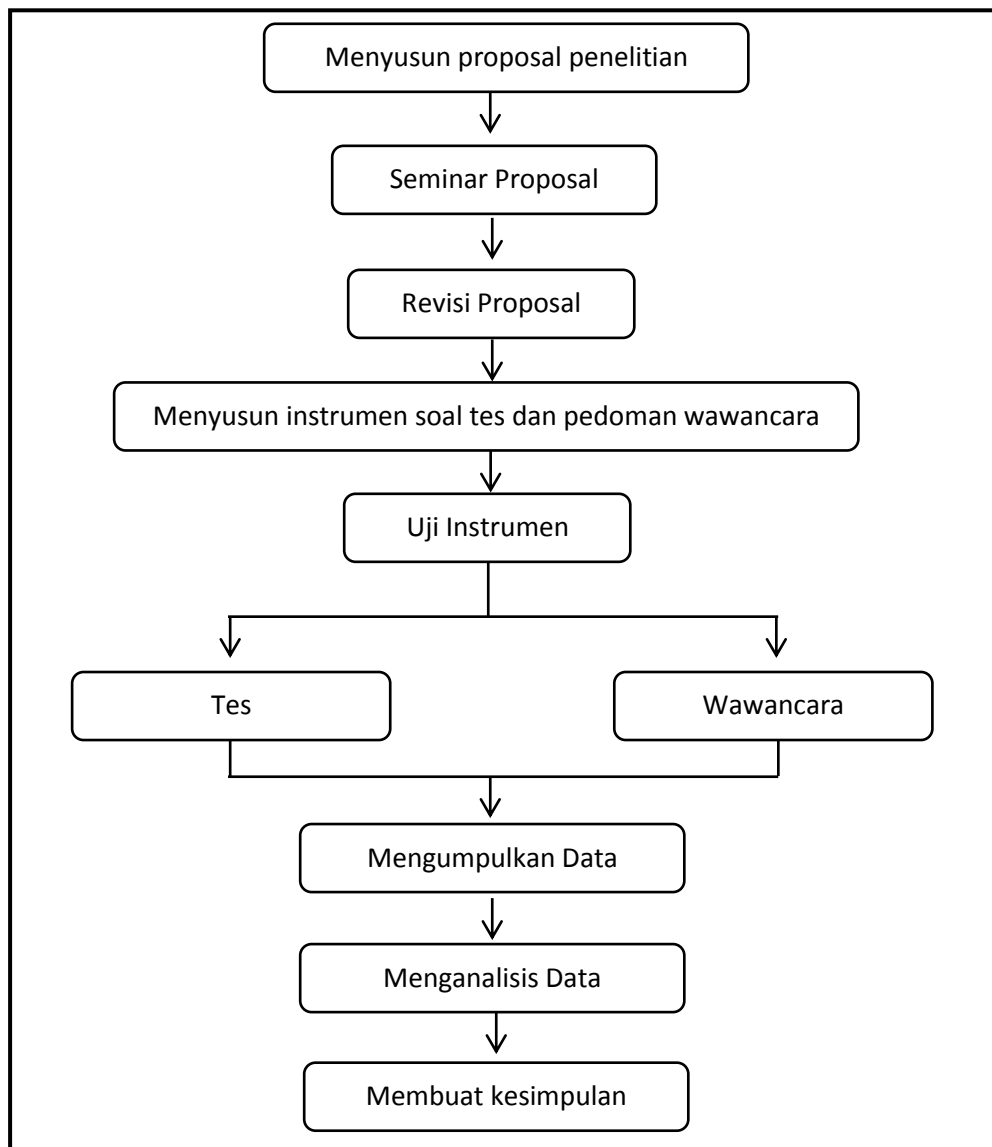 Menyusun proposal penelitian
Seminar Proposal
Revisi Proposal
Menyusun instrumen soal tes dan pedoman wawancara
Uji Instrumen
Tes
Wawancara
Mengumpulkan Data
Menganalisis Data
Membuat kesimpulan